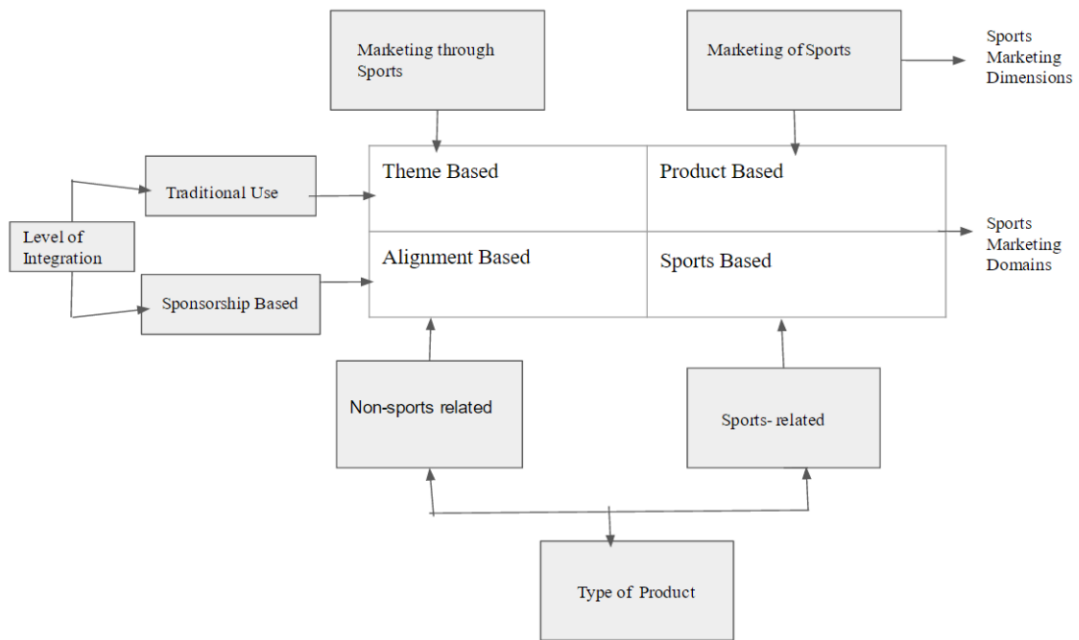 Marketing through
Sports
Marketing of Sports
Sports
Marketing
Dimensions
Theme Based
Product Based
Traditional Use
Level of
Integration
Sports
Marketing
Domains
Alignment Based
Sports Based
Sponsorship Based
Non-sports related
Sports- related
Type of Product